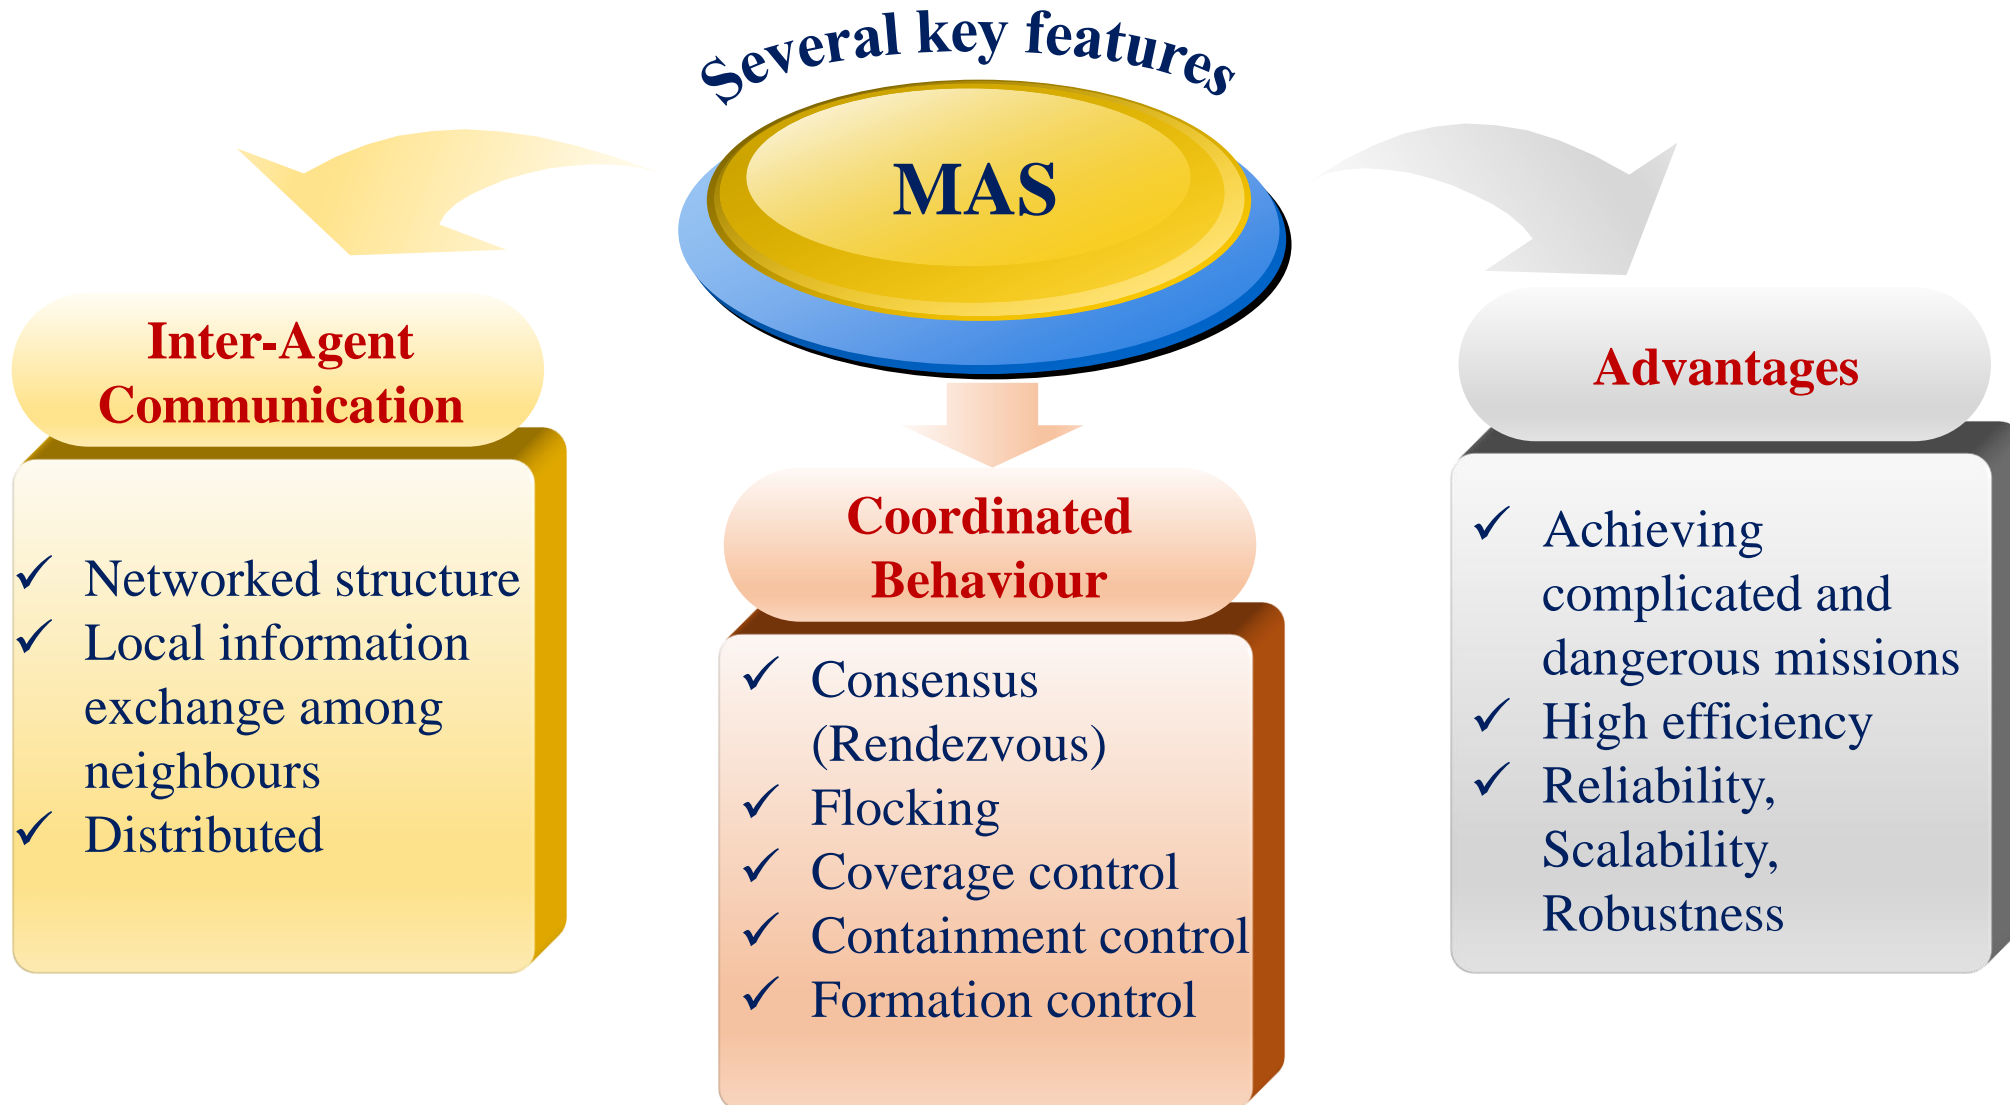 Several key features
MAS
Inter-Agent
Communication
✓ Networked structure
✓ Local information
exchange among
neighbours
✓ Distributed
Coordinated
Behaviour
✓ Consensus
(Rendezvous)
✓ Flocking
✓ Coverage control
✓ Containment control
✓ Formation control
Advantages
✓ Achieving
complicated and
dangerous missions
✓ High efficiency
✓ Reliability,
Scalability,
Robustness